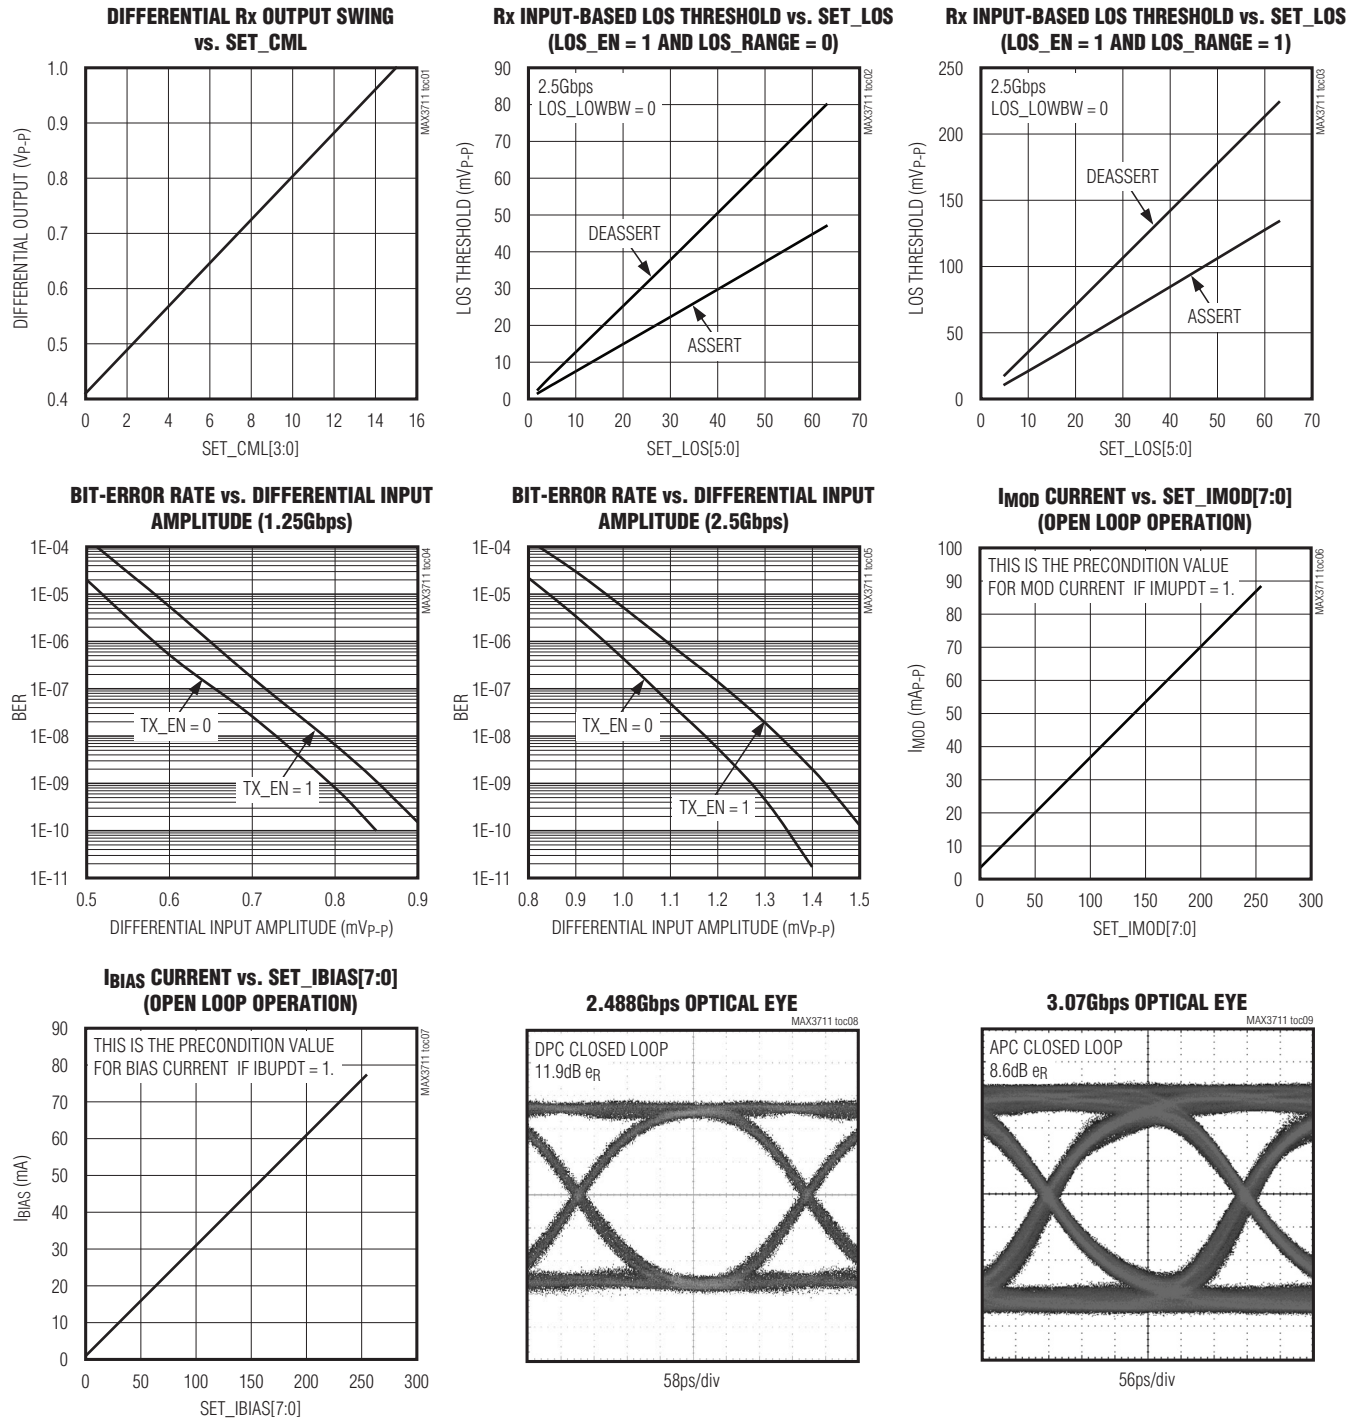 DIFFERENTIAL Rx OUTPUT SWING
vs. SET_CML
1.0
0.9
0.8
0.7
0.6
0.5
0.4
DIFFERENTIAL OUTPUT (VP-P)
MAX3711 toc01
0 2 4 6 8 10 12 14 16
SET_CML[3:0]
Rx INPUT-BASED LOS THRESHOLD vs. SET_LOS
(LOS_EN = 1 AND LOS_RANGE = 0)
90
80
70
60
50
40
30
20
10
0
LOS THRESHOLD (mVP-P)
2.5Gbps
LOS_LOWBW = 0
DEASSERT
ASSERT
MAX3711 toc02
0 10 20 30 40 50 60 70
SET_LOS[5:0]
Rx INPUT-BASED LOS THRESHOLD vs. SET_LOS
(LOS_EN = 1 AND LOS_RANGE = 1)
250
200
150
100
50
0
LOS THRESHOLD (mVP-P)
2.5Gbps
LOS_LOWBW = 0
DEASSERT
ASSERT
MAX3711 toc03
0 10 20 30 40 50 60 70
SET_LOS[5:0]
BIT-ERROR RATE vs. DIFFERENTIAL INPUT
AMPLITUDE (1.25Gbps)
1E-04
1E-05
1E-06
1E-07
1E-08
1E-09
1E-10
1E-11
BER
TX_EN = 0
TX_EN = 1
MAX3711 toc04
0.5 0.6 0.7 0.8 0.9
DIFFERENTIAL INPUT AMPLITUDE (mVP-P)
BIT-ERROR RATE vs. DIFFERENTIAL INPUT
AMPLITUDE (2.5Gbps)
1E-04
1E-05
1E-06
1E-07
1E-08
1E-09
1E-10
1E-11
BER
TX_EN = 0
TX_EN = 1
MAX3711 toc05
0.8 0.9 1.0 1.1 1.2 1.3 1.4 1.5
DIFFERENTIAL INPUT AMPLITUDE (mVP-P)
IMOD CURRENT vs. SET_IMOD[7:0]
(OPEN LOOP OPERATION)
100
90
80
70
60
50
40
30
20
10
0
IMOD (mAP-P)
THIS IS THE PRECONDITION VALUE
FOR MOD CURRENT IF IMUPDT = 1.
MAX3711 toc06
0 50 100 150 200 250 300
SET_IMOD[7:0]
IBIAS CURRENT vs. SET_IBIAS[7:0]
(OPEN LOOP OPERATION)
90
80
70
60
50
40
30
20
10
0
IBIAS (mA)
THIS IS THE PRECONDITION VALUE
FOR BIAS CURRENT IF IBUPDT = 1.
MAX3711 toc07
0 50 100 150 200 250 300
SET_IBIAS[7:0]
2.488Gbps OPTICAL EYE
MAX3711 toc08
DPC CLOSED LOOP
11.9dB eR
58ps/div
3.07Gbps OPTICAL EYE
MAX3711 toc09
APC CLOSED LOOP
8.6dB eR
56ps/div